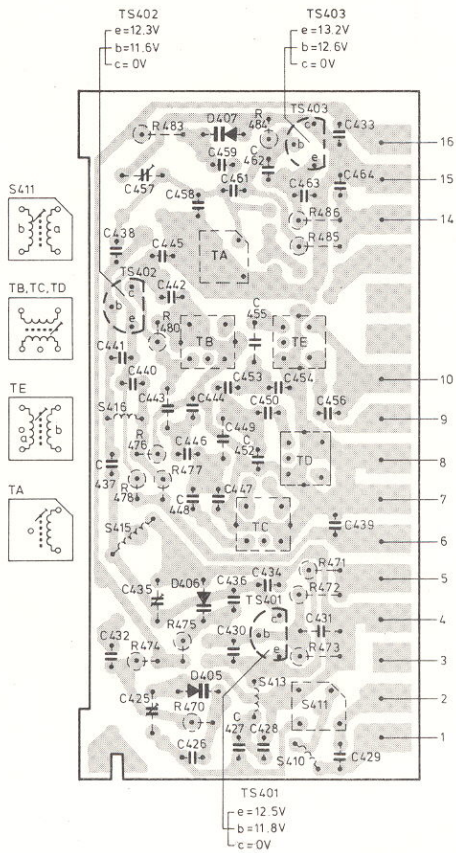 TS402
e = 12.3V
b = 11.6V
c = 0V
TS403
e = 13.2V
b = 12.6V
c = 0V
D407
R
484
TS403
c
b
e
C433
R483
16
C459
C
462
C457
C461
C464
15
S411
C458
C463
b
a
R486
14
C438
C445
TA
R485
TS402
c
b
e
C442
TB,TC,TD
R
480
C
455
TB
TE
C441
C440
C453
C454
10
TE
S416
C443
C444
C450
C456
9
a
b
C449
R
476
C446
C
452
TD
8
C
437
R477
R
478
C
448
C447
7
TA
TC
C439
S415
6
R471
D406
C436
C434
5
C435
R472
TS401
c
b
e
R475
C431
4
C432
C430
R474
R473
3
D405
S413
2
C425
R470
S411
C
427
C428
1
C426
S410
C429
TS401
e = 12.5V
b = 11.8V
c = 0V